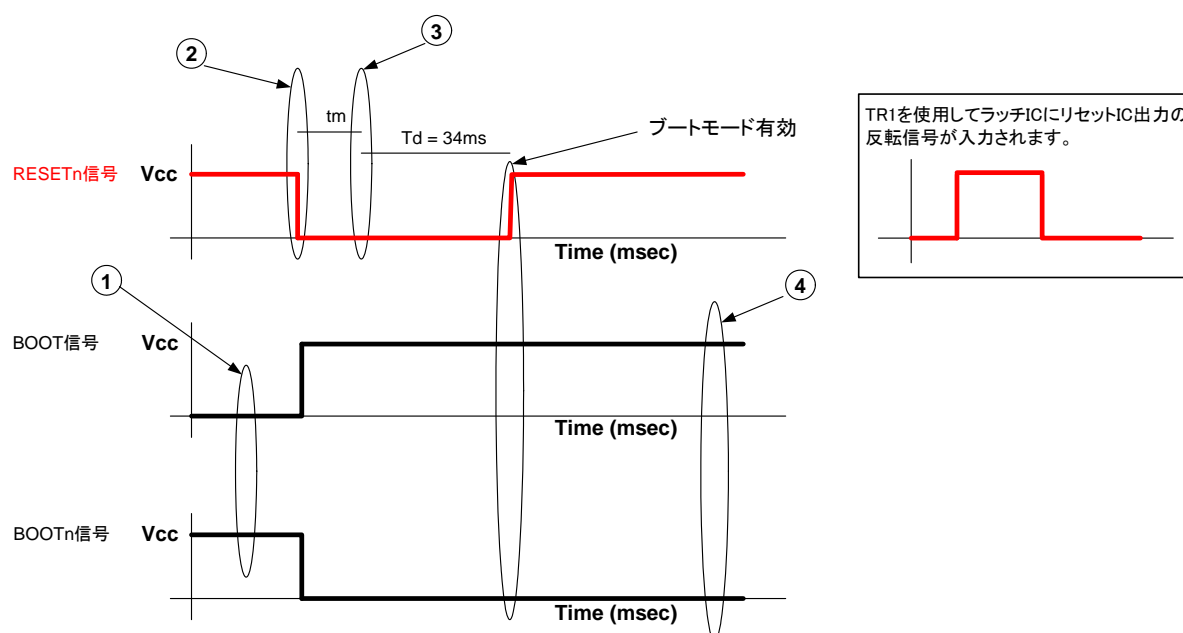 ②
③
tm
Td = 34ms
ブートモード有効
RESETn信号 Vcc
Time (msec)
TR1を使用してラッチICにリセットIC出力の
反転信号が入力されます。
①
④
BOOT信号 Vcc
Time (msec)
BOOTn信号 Vcc
Time (msec)